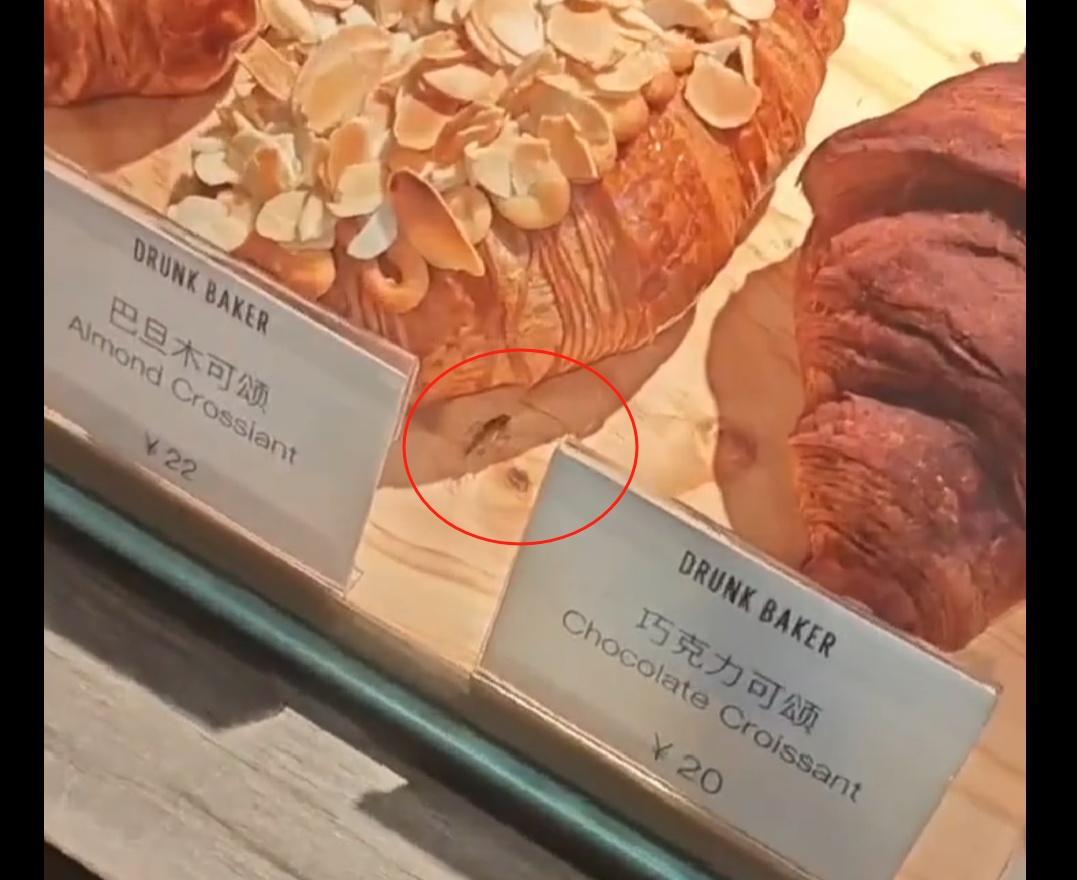 DRUNK BAKER
巴旦木可颂
Almond Crossiant
¥22
DRUNK BAKER
巧克力可颂
Chocolate Croissant
¥20